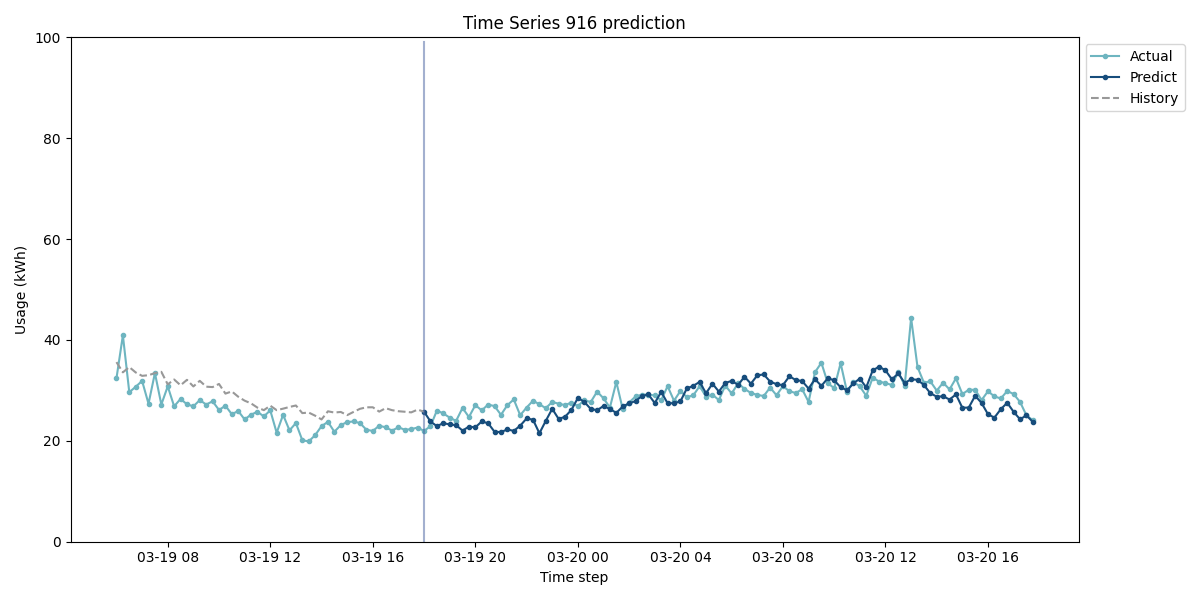 Time Series 916 prediction
Usage (kWh)
100
80
60
40
20
0
03-19 08
03-19 12
03-19 16
03-19 20
03-20 00
03-20 04
03-20 08
03-20 12
03-20 16
Time step
Actual
Predict
History